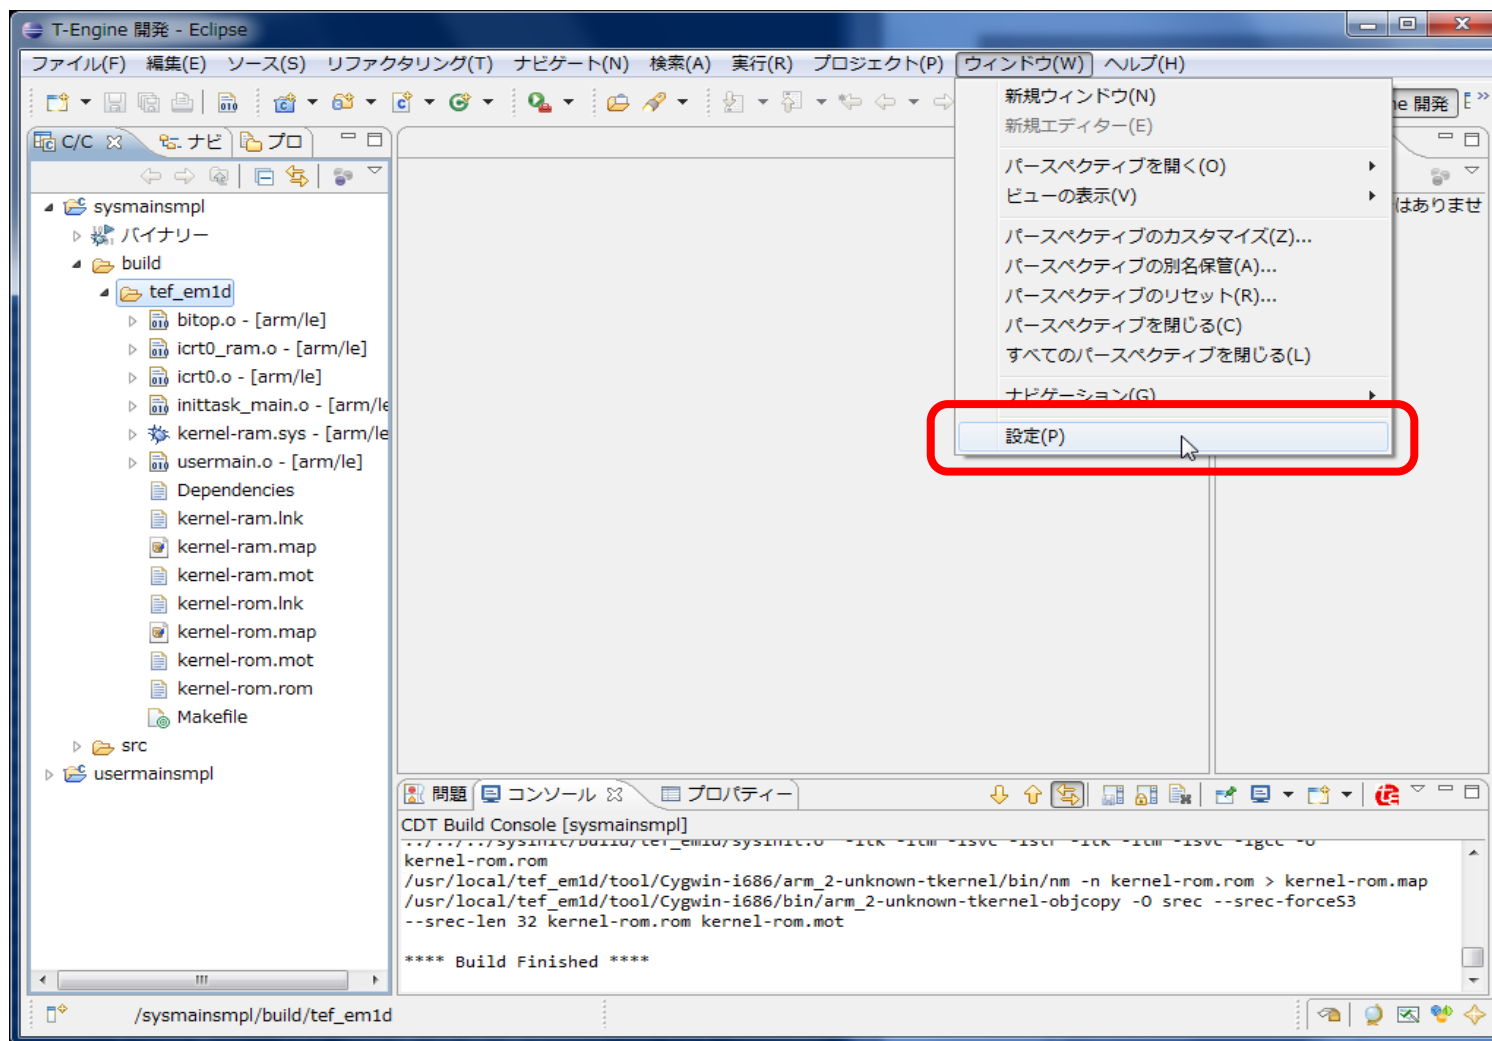 T-Engine 開発 - Eclipse
ファイル(F) 編集(E) ソース(S) リファクタリング(T) ナビゲート(N) 検索(A) 実行(R) プロジェクト(P) ウィンドウ(W) ヘルプ(H)
新規ウィンドウ(N)
新規エディター(E)
パースペクティブを開く(O)
ビューの表示(V)
パースペクティブのカスタマイズ(Z)...
パースペクティブの別名保管(A)...
パースペクティブのリセット(R)...
パースペクティブを閉じる(C)
すべてのパースペクティブを閉じる(L)
ナビゲーション(G)
設定(P)
ne 開発
はありませ
C/C ナビ プロ
sysmainsmpl
バイナリー
build
tef_em1d
bitop.o - [arm/le]
icrt0_ram.o - [arm/le]
icrt0.o - [arm/le]
inittask_main.o - [arm/le
kernel-ram.sys - [arm/le
usermain.o - [arm/le]
Dependencies
kernel-ram.lnk
kernel-ram.map
kernel-ram.mot
kernel-rom.lnk
kernel-rom.map
kernel-rom.mot
kernel-rom.rom
Makefile
src
usermainsmpl
問題 コンソール プロパティー
CDT Build Console [sysmainsmpl]
../../../sysinit/build/tef_em1d/sysinit.o -ltk -ltm -lsvc -lstr -ltk -ltm -lsvc -lgcc -o
kernel-rom.rom
/usr/local/tef_em1d/tool/Cygwin-i686/arm_2-unknown-tkernel/bin/nm -n kernel-rom.rom > kernel-rom.map
/usr/local/tef_em1d/tool/Cygwin-i686/bin/arm_2-unknown-tkernel-objcopy -O srec --srec-forceS3
--srec-len 32 kernel-rom.rom kernel-rom.mot
**** Build Finished ****
/sysmainsmpl/build/tef_em1d